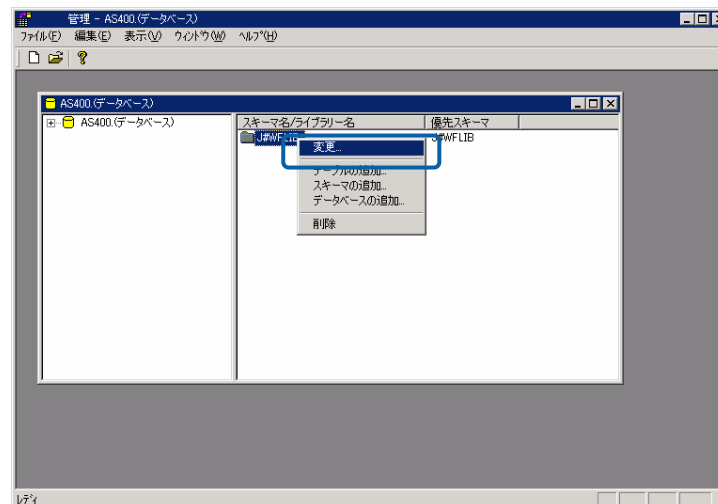 管理 - AS400.(データベース)
ファイル(F) 編集(E) 表示(V) ウィンドウ(W) ヘルプ(H)
AS400.(データベース)
AS400.(データベース)
スキーマ名/ライブラリー名 優先スキーマ
J#WFLIB J#WFLIB
変更...
テーブルの追加...
スキーマの追加...
データベースの追加...
削除
レディ